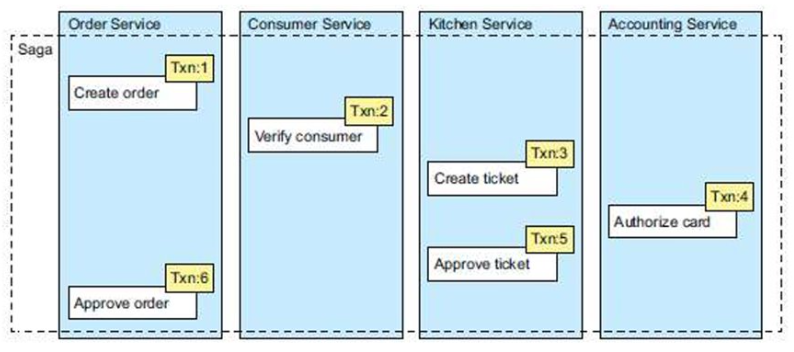 Order Service
Consumer Service
Kitchen Service
Accounting Service
Saga
Txn:1
Create order
Txn:2
Verify consumer
Txn:3
Create ticket
Txn:4
Authorize card
Txn:5
Approve ticket
Txn:6
Approve order